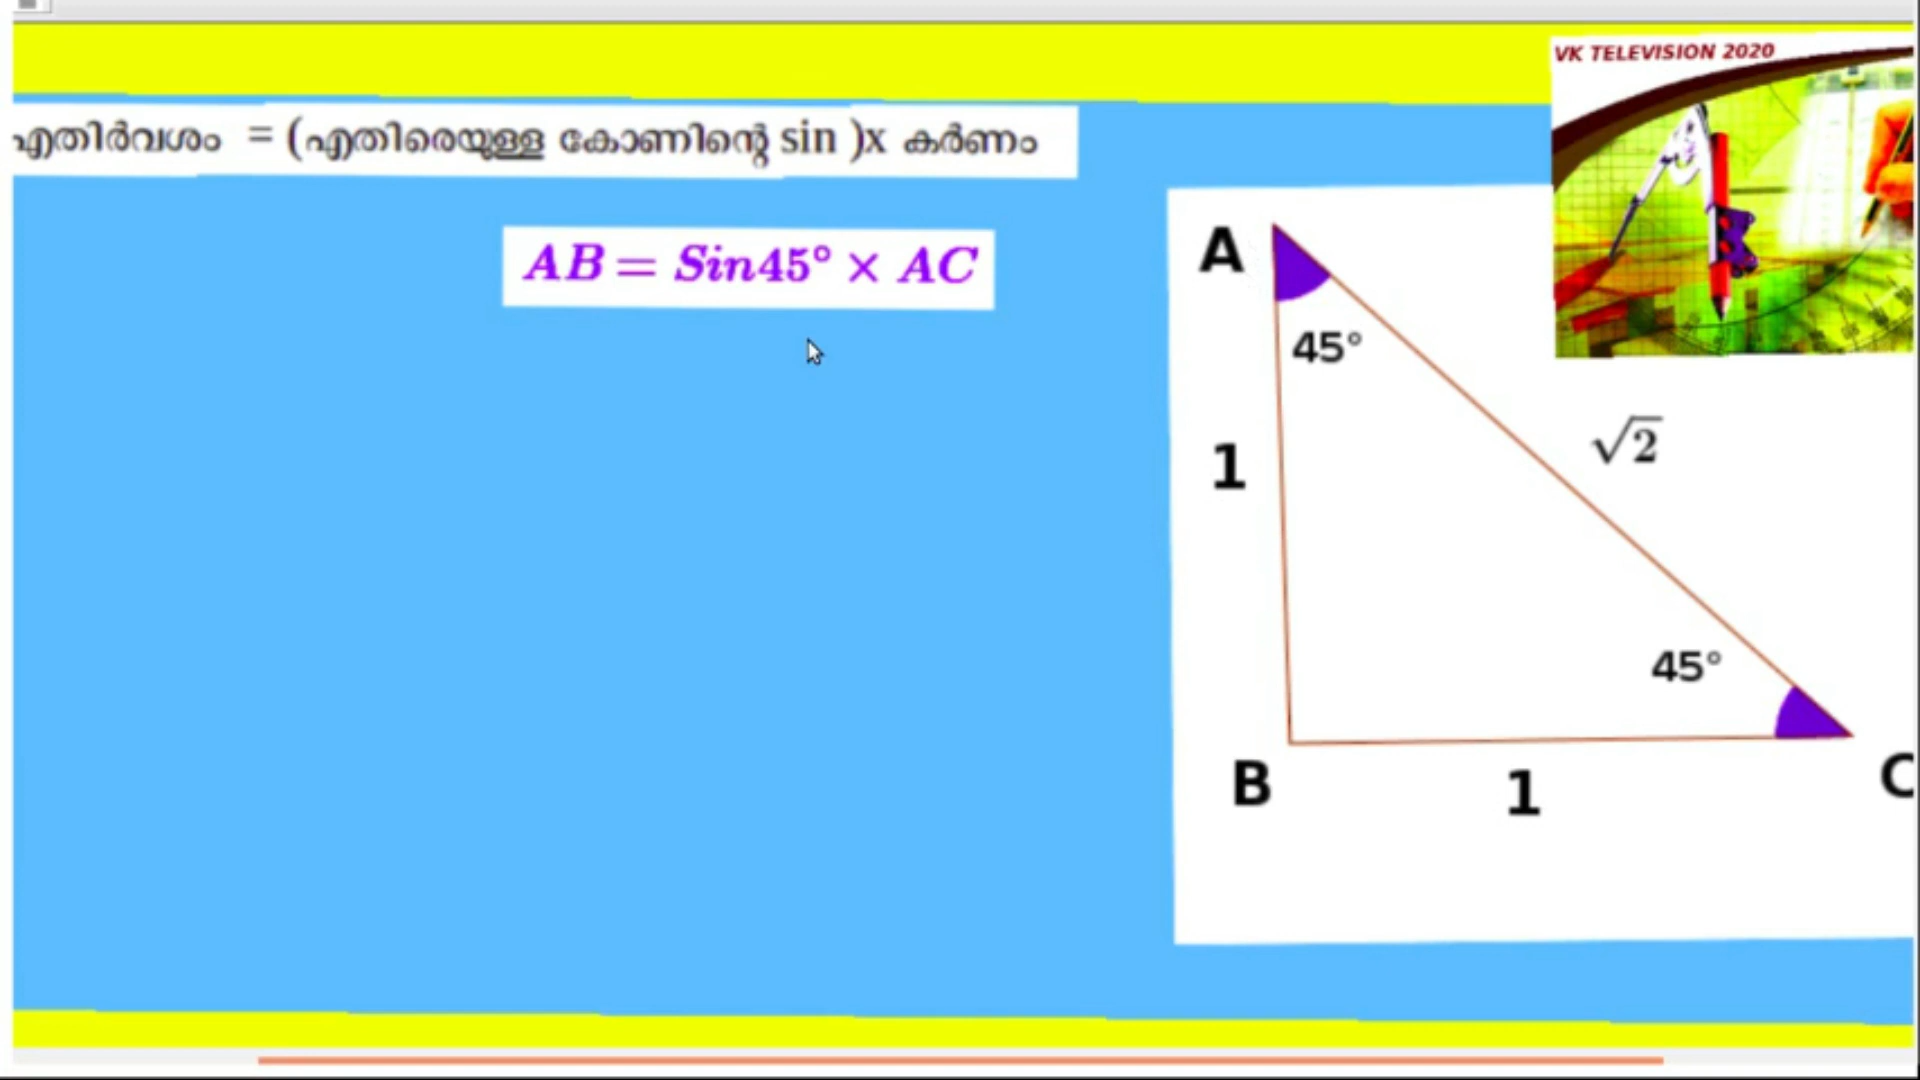 VK TELEVISION 2020
എതിർവശം = (എതിരെയുള്ള കോണിന്റെ sin )x കർണം
AB = Sin45° × AC
A
45°
√2
1
45°
B
1
C